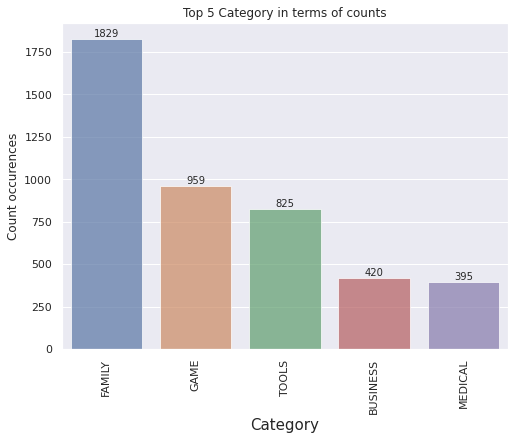 Top 5 Category in terms of counts
Count occurences
1750
1500
1250
1000
750
500
250
0
1829
959
825
420
395
FAMILY
GAME
TOOLS
BUSINESS
MEDICAL
Category